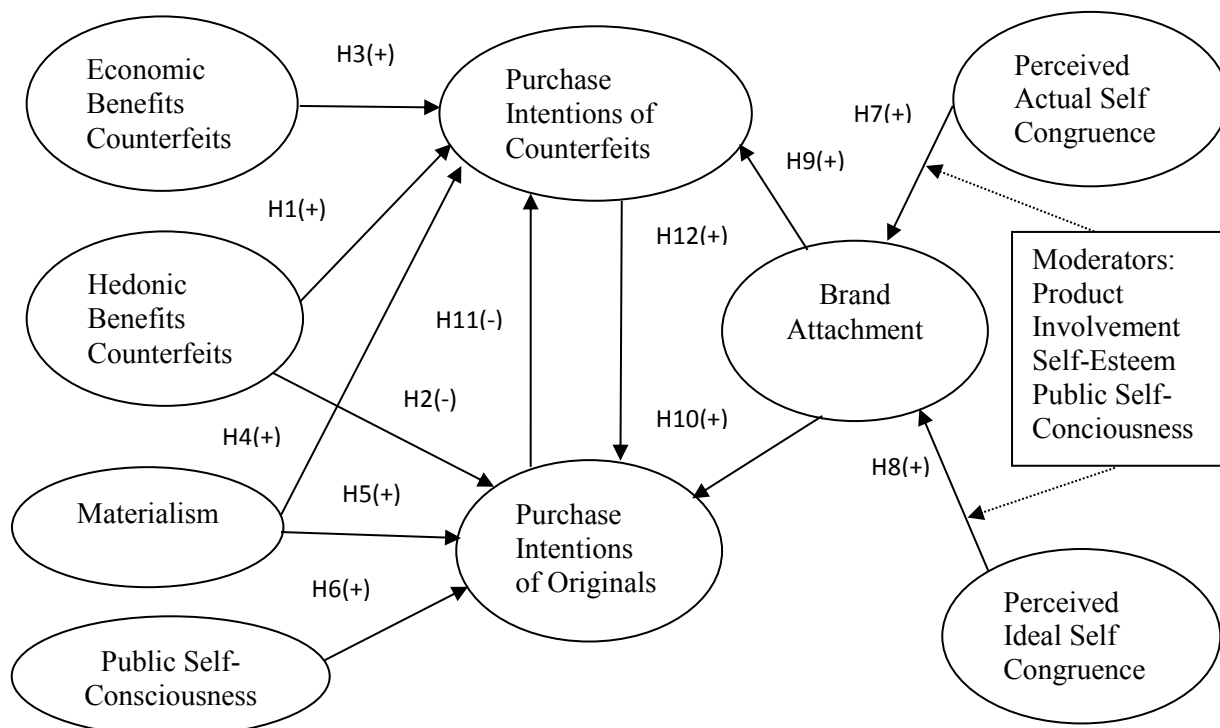 Economic
Benefits
Counterfeits
H3(+)
Purchase
Intentions of
Counterfeits
Perceived
Actual Self
Congruence
H7(+)
H9(+)
H1(+)
H12(+)
Hedonic
Benefits
Counterfeits
H11(-)
Brand
Attachment
Moderators:
Product
Involvement
Self-Esteem
Public Self-
Conciousness
H2(-)
H4(+)
H10(+)
H8(+)
Materialism
H5(+)
Purchase
Intentions
of Originals
H6(+)
Public Self-
Consciousness
Perceived
Ideal Self
Congruence